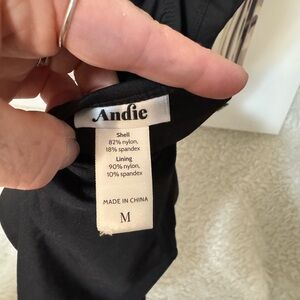 Andie
Shell
82% nylon,
18% spandex
Lining
90% nylon,
10% spandex
MADE IN CHINA
M